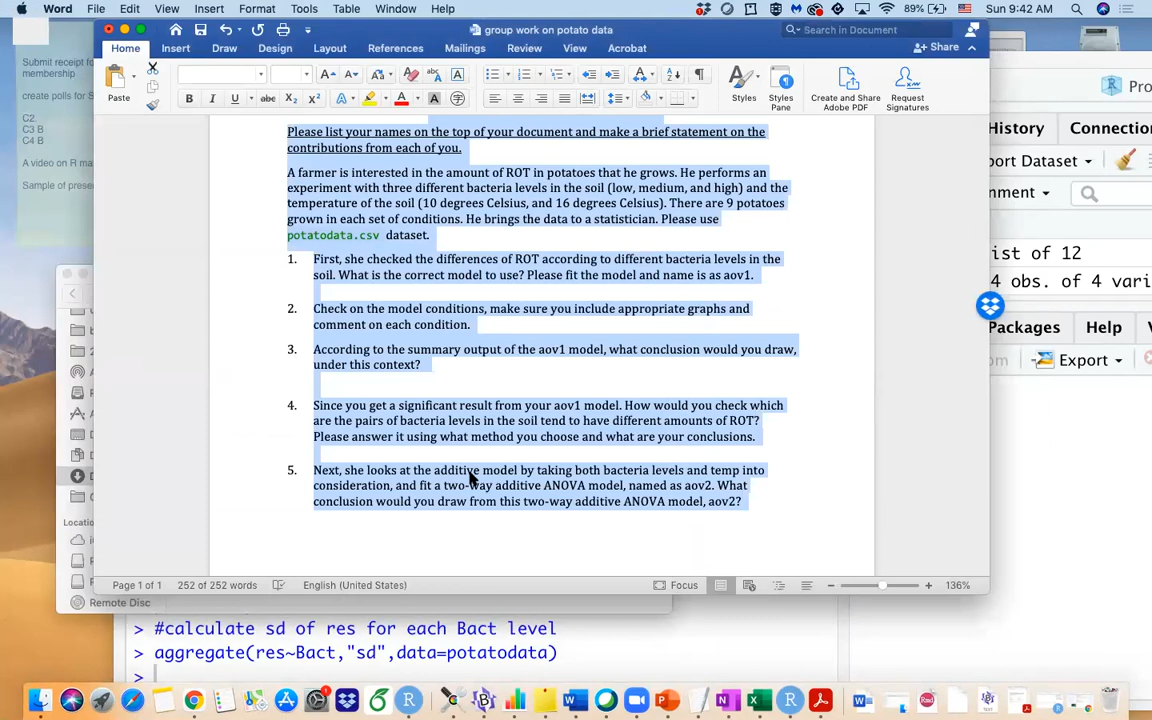 Word File Edit View Insert Format Tools Table Window Help 89% Sun 9:42 AM
group work on potato data
Search in Document
Home Insert Draw Design Layout References Mailings Review View Acrobat
Share
Paste
Styles
Styles Pane
Create and Share Adobe PDF
Request Signatures
Submit receipt fo
membership
create polls for S
C2.
C3 B
C4 B
A video on R ma
Sample of presen
Please list your names on the top of your document and make a brief statement on the
contributions from each of you.
A farmer is interested in the amount of ROT in potatoes that he grows. He performs an
experiment with three different bacteria levels in the soil (low, medium, and high) and the
temperature of the soil (10 degrees Celsius, and 16 degrees Celsius). There are 9 potatoes
grown in each set of conditions. He brings the data to a statistician. Please use
potatodata.csv dataset.
1. First, she checked the differences of ROT according to different bacteria levels in the
soil. What is the correct model to use? Please fit the model and name is as aov1.
2. Check on the model conditions, make sure you include appropriate graphs and
comment on each condition.
3. According to the summary output of the aov1 model, what conclusion would you draw,
under this context?
4. Since you get a significant result from your aov1 model. How would you check which
are the pairs of bacteria levels in the soil tend to have different amounts of ROT?
Please answer it using what method you choose and what are your conclusions.
5. Next, she looks at the additive model by taking both bacteria levels and temp into
consideration, and fit a two-way additive ANOVA model, named as aov2. What
conclusion would you draw from this two-way additive ANOVA model, aov2?
Page 1 of 1 252 of 252 words English (United States) Focus 136%
Pro
History Connection
port Dataset
nment
ist of 12
4 obs. of 4 vari
Packages Help
Export
Locatio
Remote Disc
> #calculate sd of res for each Bact level
> aggregate(res~Bact,"sd",data=potatodata)
>